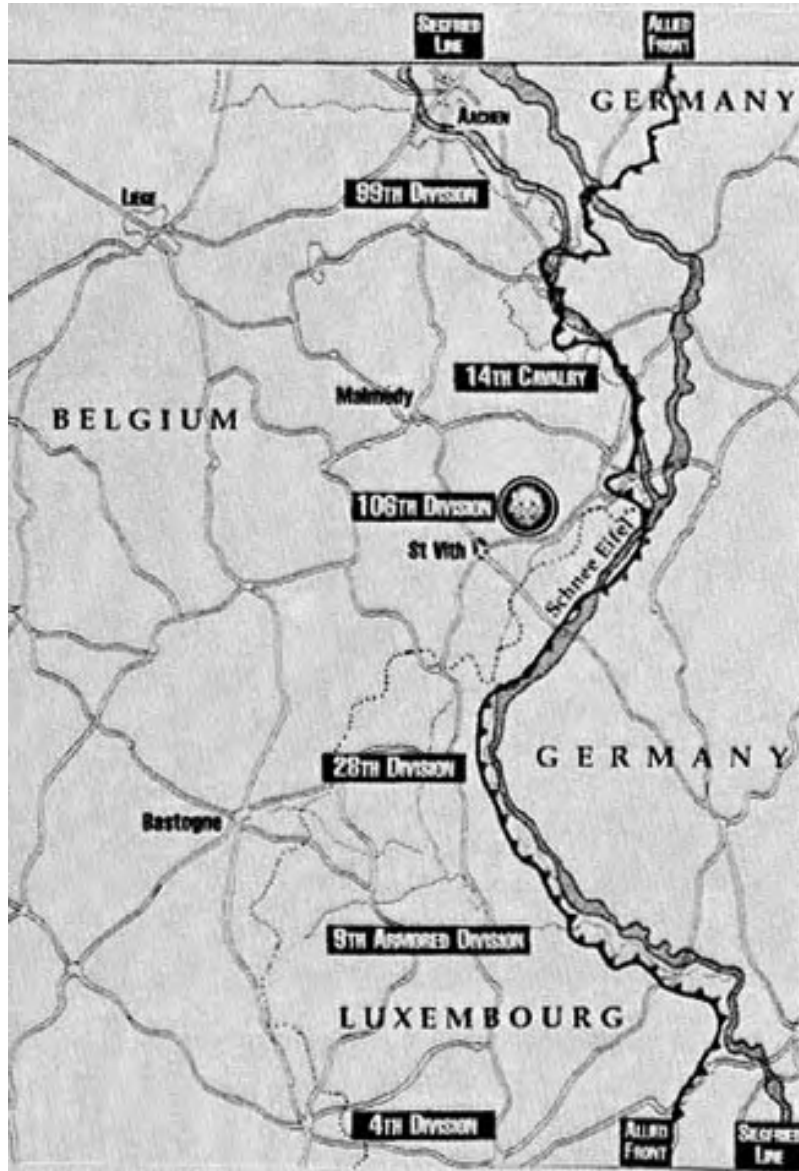 SIEGFRIED
LINE
ALLIED
FRONT
GERMANY
AACHEN
99TH DIVISION
LIEGE
14TH CAVALRY
Malmedy
BELGIUM
106TH DIVISION
St Vith
Schnee Eifel
GERMANY
28TH DIVISION
Bastogne
9TH ARMORED DIVISION
LUXEMBOURG
4TH DIVISION
ALLIED
FRONT
SIEGFRIED
LINE